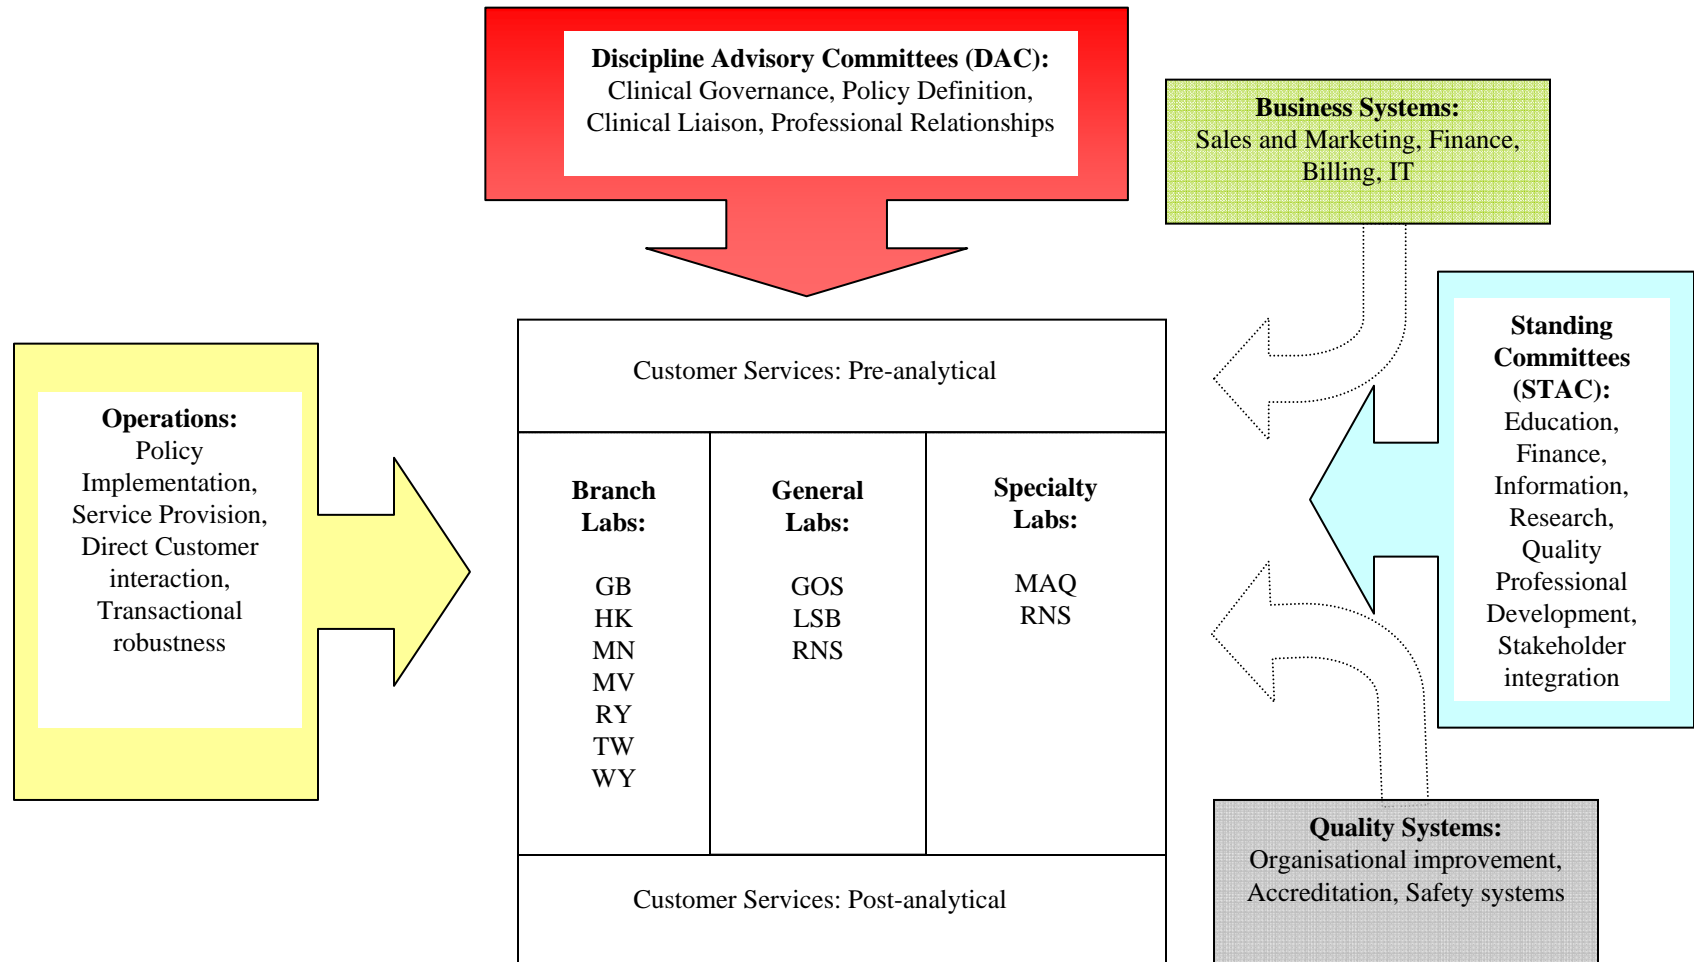 Discipline Advisory Committees (DAC):
Clinical Governance, Policy Definition,
Clinical Liaison, Professional Relationships
Business Systems:
Sales and Marketing, Finance,
Billing, IT
Operations:
Policy
Implementation,
Service Provision,
Direct Customer
interaction,
Transactional
robustness
Customer Services: Pre-analytical
Branch
Labs:
GB
HK
MN
MV
RY
TW
WY
General
Labs:
GOS
LSB
RNS
Specialty
Labs:
MAQ
RNS
Customer Services: Post-analytical
Standing
Committees
(STAC):
Education,
Finance,
Information,
Research,
Quality
Professional
Development,
Stakeholder
integration
Quality Systems:
Organisational improvement,
Accreditation, Safety systems